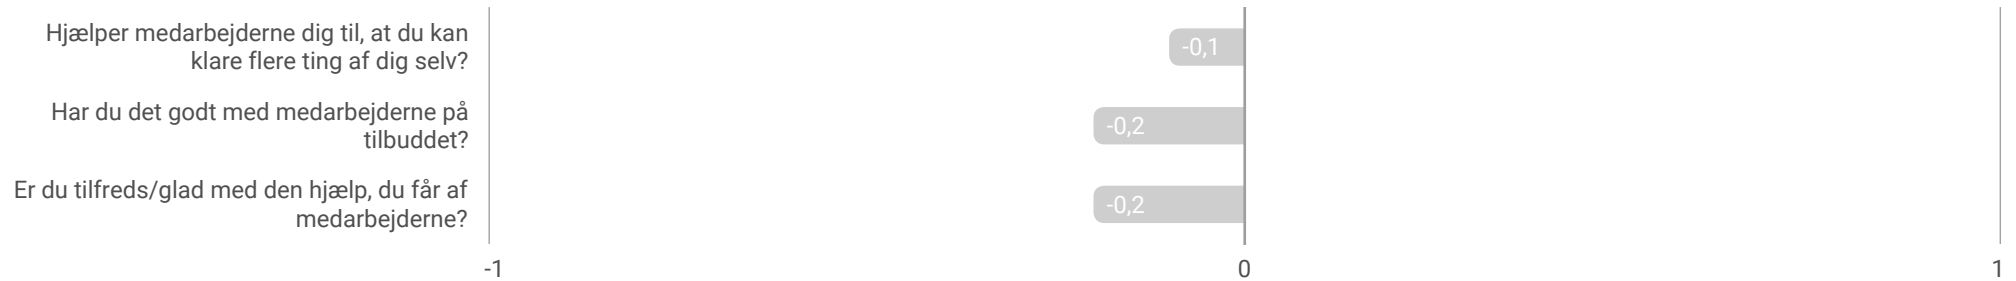 Hjælper medarbejderne dig til, at du kan
klare flere ting af dig selv?
-0,1
Har du det godt med medarbejderne på
tilbuddet?
-0,2
Er du tilfreds/glad med den hjælp, du får af
medarbejderne?
-0,2
-1
0
1